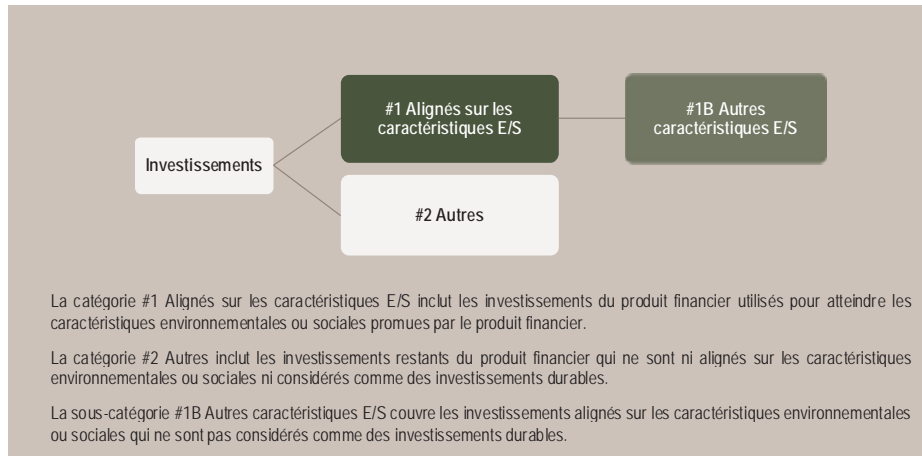 #1 Alignés sur les
caractéristiques E/S
#1B Autres
caractéristiques E/S
Investissements
#2 Autres
La catégorie #1 Alignés sur les caractéristiques E/S inclut les investissements du produit financier utilisés pour atteindre les
caractéristiques environnementales ou sociales promues par le produit financier.
La catégorie #2 Autres inclut les investissements restants du produit financier qui ne sont ni alignés sur les caractéristiques
environnementales ou sociales ni considérés comme des investissements durables.
La sous-catégorie #1B Autres caractéristiques E/S couvre les investissements alignés sur les caractéristiques environnementales
ou sociales qui ne sont pas considérés comme des investissements durables.